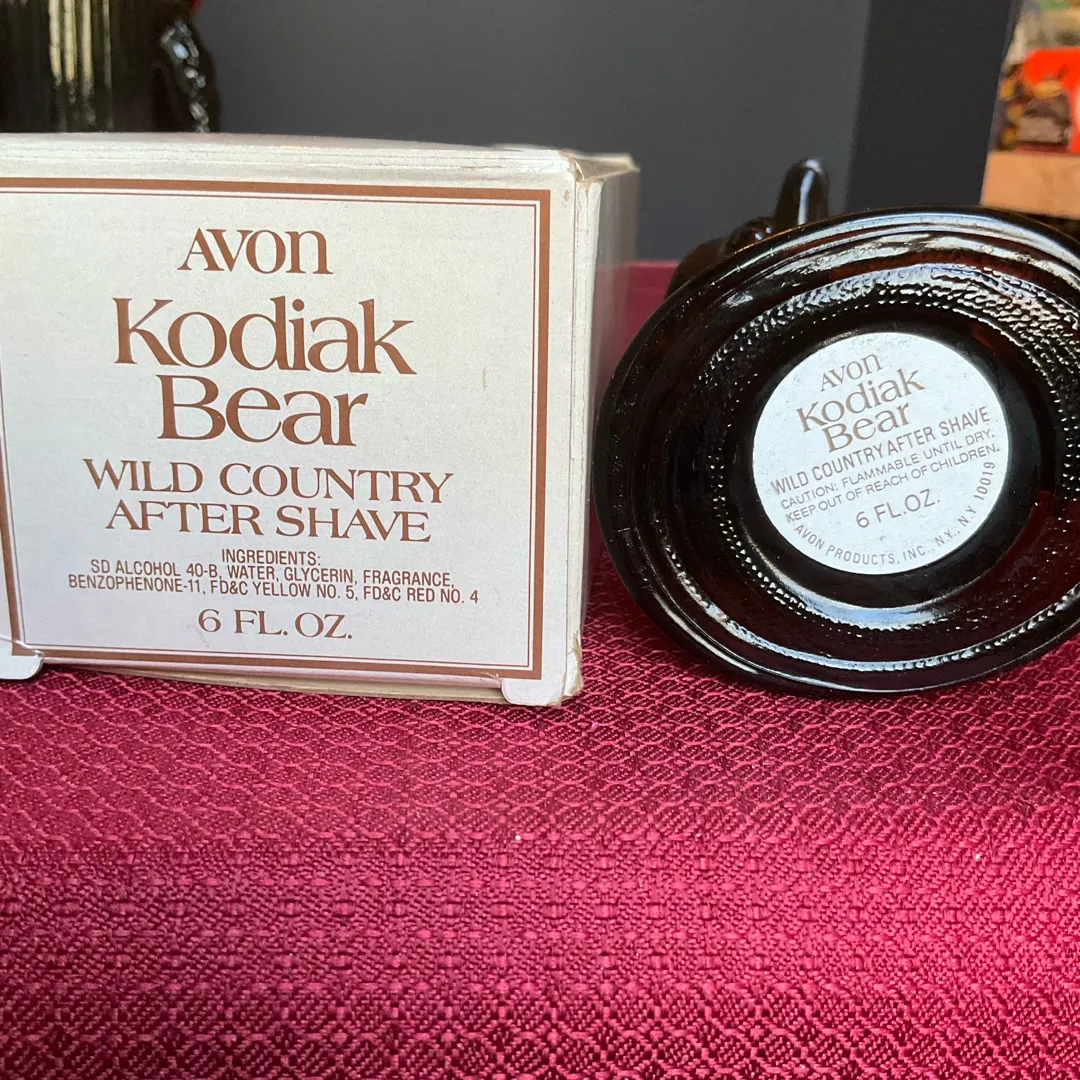 AVON
Kodiak
Bear
WILD COUNTRY
AFTER SHAVE
INGREDIENTS:
SD ALCOHOL 40-B, WATER, GLYCERIN, FRAGRANCE,
BENZOPHENONE-11, FD&C YELLOW NO. 5, FD&C RED NO. 4
6 FL. OZ.
AVON
Kodiak
Bear
WILD COUNTRY AFTER SHAVE
CAUTION: FLAMMABLE UNTIL DRY.
KEEP OUT OF REACH OF CHILDREN.
6 FL.OZ.
AVON PRODUCTS, INC., N.Y., N.Y. 10019